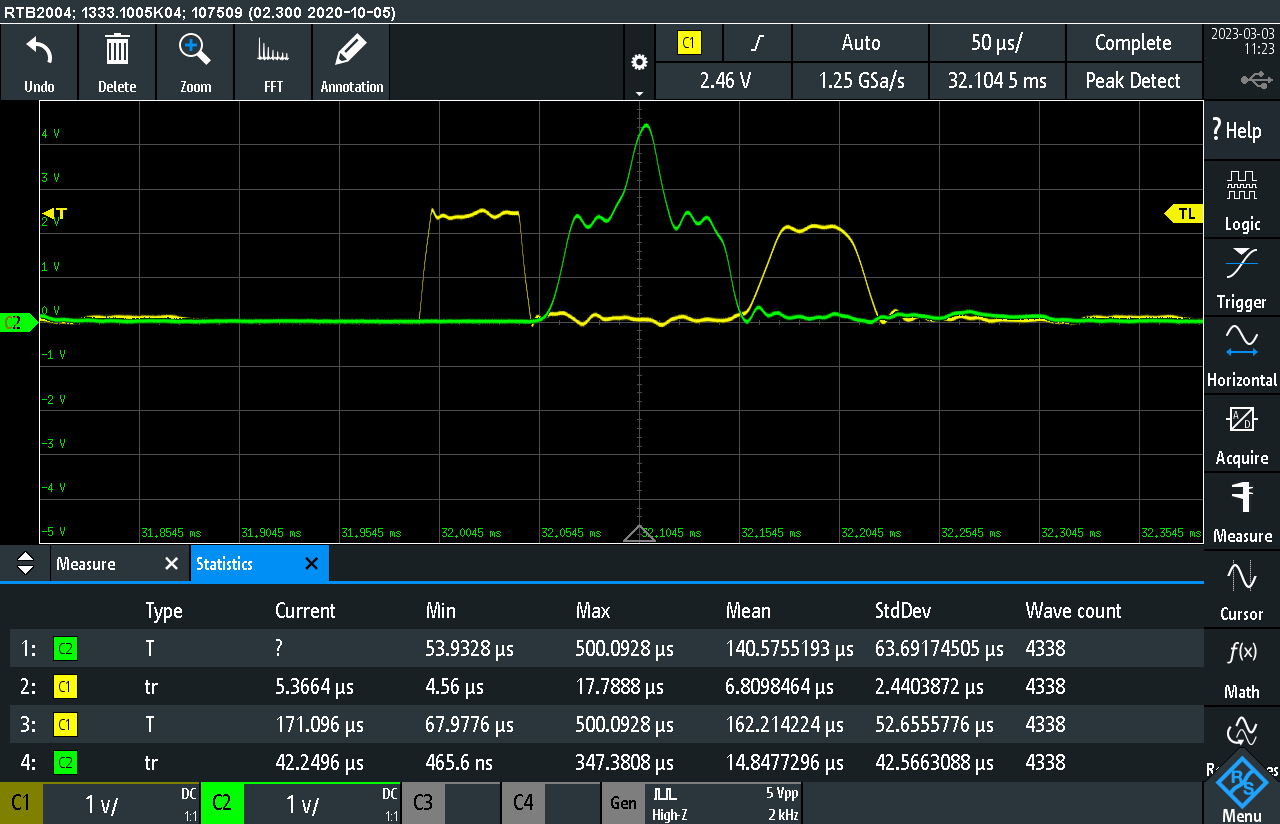 RTB2004; 1333.1005K04; 107509 (02.300 2020-10-05)
Undo
Delete
Zoom
FFT
Annotation
C1
Auto
50 µs/
Complete
2.46 V
1.25 GSa/s
32.104 5 ms
Peak Detect
2023-03-03
11:23
4 V
3 V
2 V
1 V
0 V
-1 V
-2 V
-3 V
-4 V
-5 V
T
TL
C2
31.8545 ms
31.9045 ms
31.9545 ms
32.0045 ms
32.0545 ms
32.1045 ms
32.1545 ms
32.2045 ms
32.2545 ms
32.3045 ms
32.3545 ms
? Help
Logic
Trigger
Horizontal
A/D
Acquire
Measure
Cursor
f(x)
Math
R&S
Menu
Measure
Statistics
Type Current Min Max Mean StdDev Wave count
1: C2 T ? 53.9328 µs 500.0928 µs 140.5755193 µs 63.69174505 µs 4338
2: C1 tr 5.3664 µs 4.56 µs 17.7888 µs 6.8098464 µs 2.4403872 µs 4338
3: C1 T 171.096 µs 67.9776 µs 500.0928 µs 162.214224 µs 52.6555776 µs 4338
4: C2 tr 42.2496 µs 465.6 ns 347.3808 µs 14.8477296 µs 42.5663088 µs 4338
C1 1 V/ DC 1:1
C2 1 V/ DC 1:1
C3
C4
Gen
High-Z
5 Vpp
2 kHz